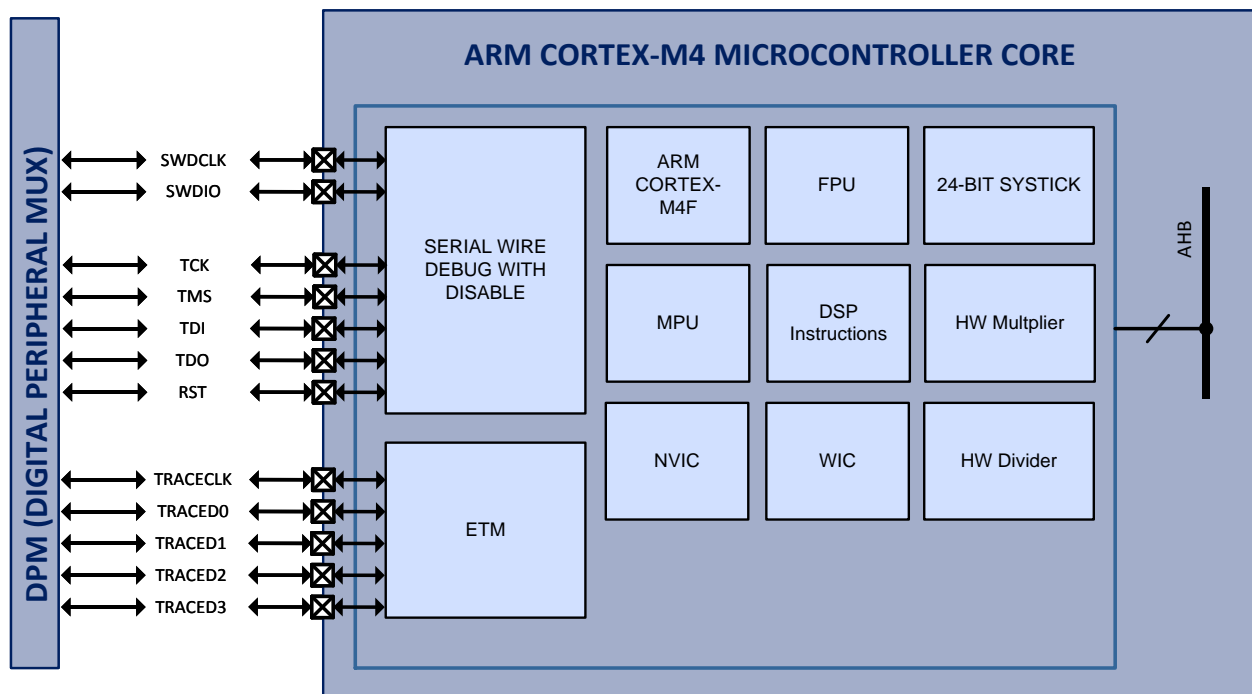 ARM CORTEX-M4 MICROCONTROLLER CORE
DPM (DIGITAL PERIPHERAL MUX)
SWDCLK
SWDIO
TCK
TMS
TDI
TDO
RST
TRACECLK
TRACED0
TRACED1
TRACED2
TRACED3
SERIAL WIRE
DEBUG WITH
DISABLE
ETM
ARM
CORTEX-
M4F
FPU
24-BIT SYSTICK
MPU
DSP
Instructions
HW Multplier
NVIC
WIC
HW Divider
AHB